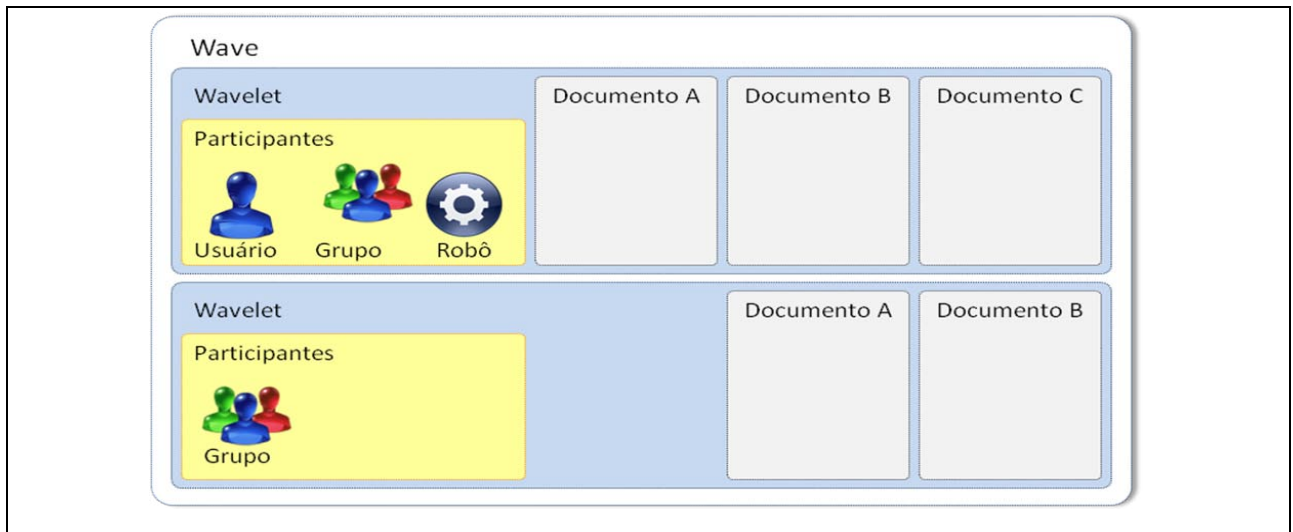 Wave
Wavelet
Documento A
Documento B
Documento C
Participantes
Usuário
Grupo
Robô
Wavelet
Documento A
Documento B
Participantes
Grupo